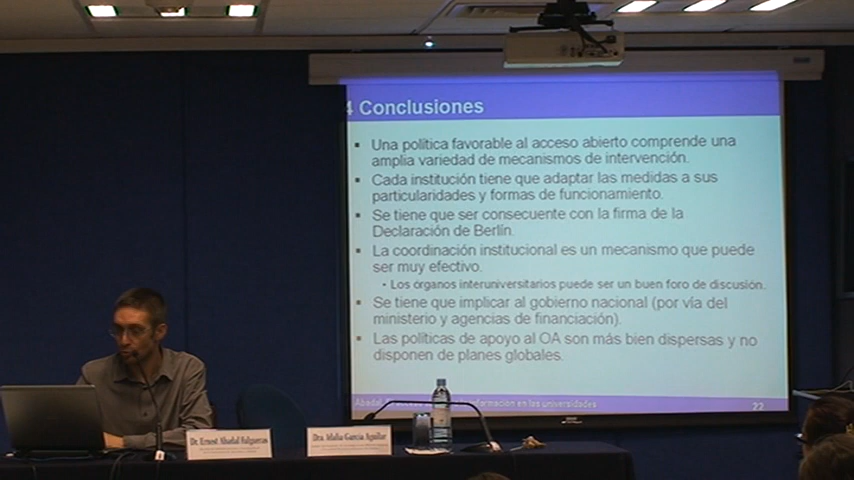 4 Conclusiones
▪ Una política favorable al acceso abierto comprende una
amplia variedad de mecanismos de intervención.
▪ Cada institución tiene que adaptar las medidas a sus
particularidades y formas de funcionamiento.
▪ Se tiene que ser consecuente con la firma de la
Declaración de Berlín.
▪ La coordinación institucional es un mecanismo que puede
ser muy efectivo.
• Los órganos interuniversitarios puede ser un buen foro de discusión.
▪ Se tiene que implicar al gobierno nacional (por vía del
ministerio y agencias de financiación).
▪ Las políticas de apoyo al OA son más bien dispersas y no
disponen de planes globales.
Abadal. en las universidades
22
Dr. Ernest Abadal Falgueras
Dra. Idalia García Aguilar